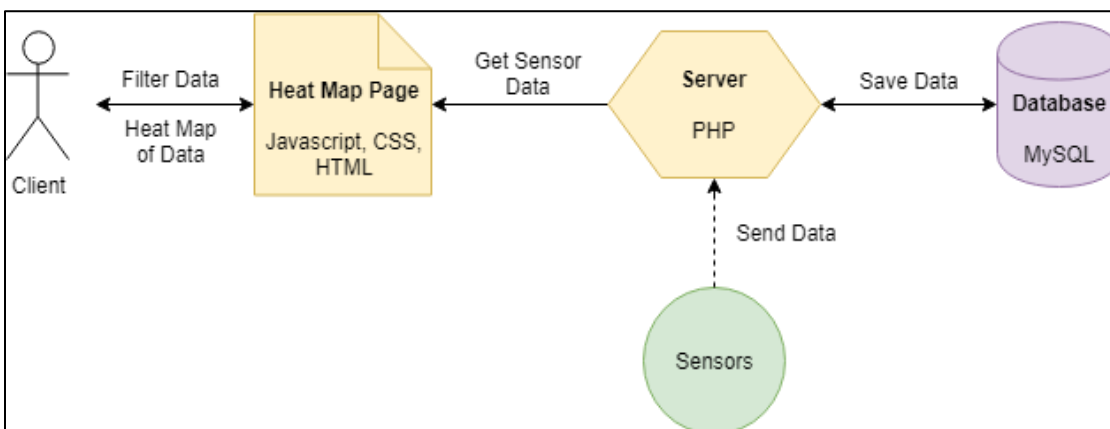 Client
Filter Data
Heat Map
of Data
Heat Map Page
Javascript, CSS,
HTML
Get Sensor
Data
Server
PHP
Save Data
Database
MySQL
Send Data
Sensors